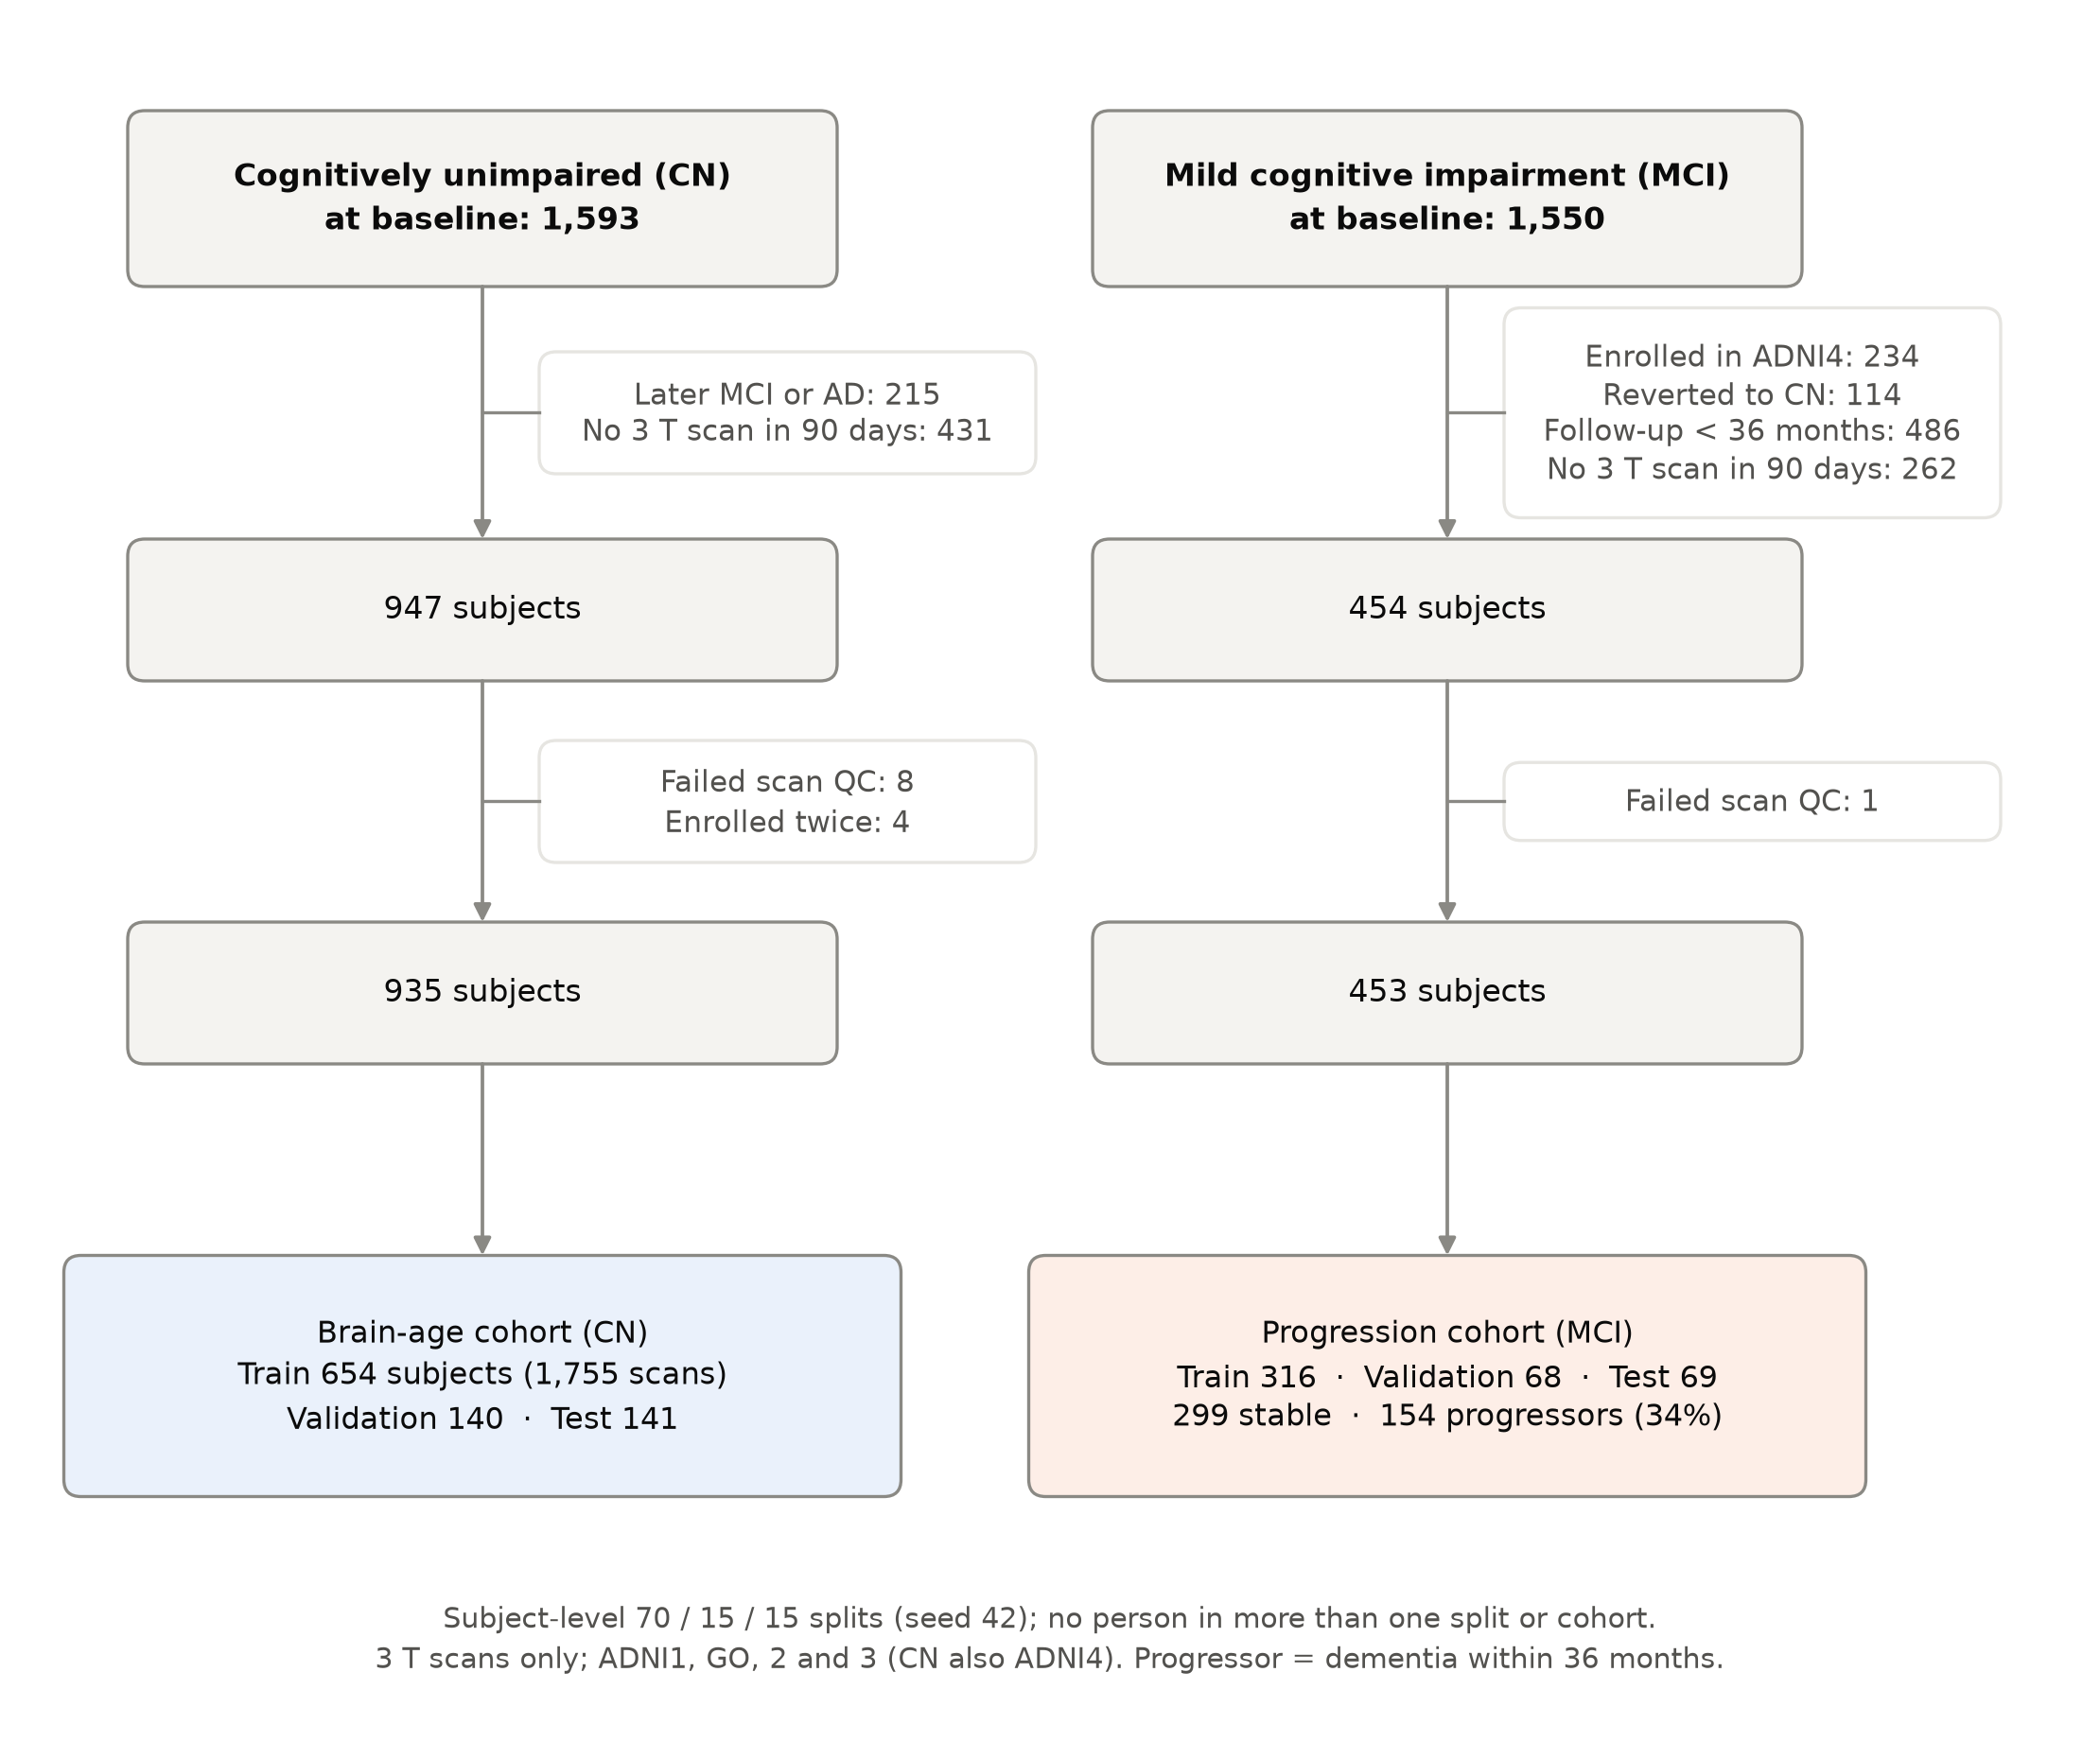 Cognitively unimpaired (CN)
at baseline: 1,593
Later MCI or AD: 215
No 3 T scan in 90 days: 431
947 subjects
Failed scan QC: 8
Enrolled twice: 4
935 subjects
Brain-age cohort (CN)
Train 654 subjects (1,755 scans)
Validation 140 · Test 141
Mild cognitive impairment (MCI)
at baseline: 1,550
Enrolled in ADNI4: 234
Reverted to CN: 114
Follow-up < 36 months: 486
No 3 T scan in 90 days: 262
454 subjects
Failed scan QC: 1
453 subjects
Progression cohort (MCI)
Train 316 · Validation 68 · Test 69
299 stable · 154 progressors (34%)
Subject-level 70 / 15 / 15 splits (seed 42); no person in more than one split or cohort.
3 T scans only; ADNI1, GO, 2 and 3 (CN also ADNI4). Progressor = dementia within 36 months.